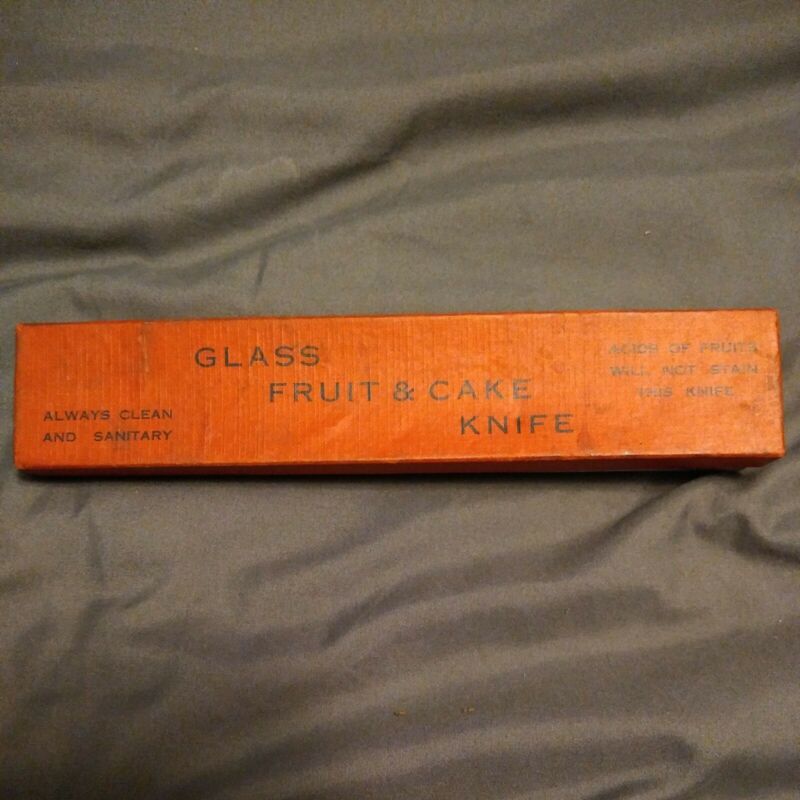 GLASS
FRUIT & CAKE
KNIFE
ALWAYS CLEAN
AND SANITARY
ACIDS OF FRUITS
WILL NOT STAIN
THIS KNIFE